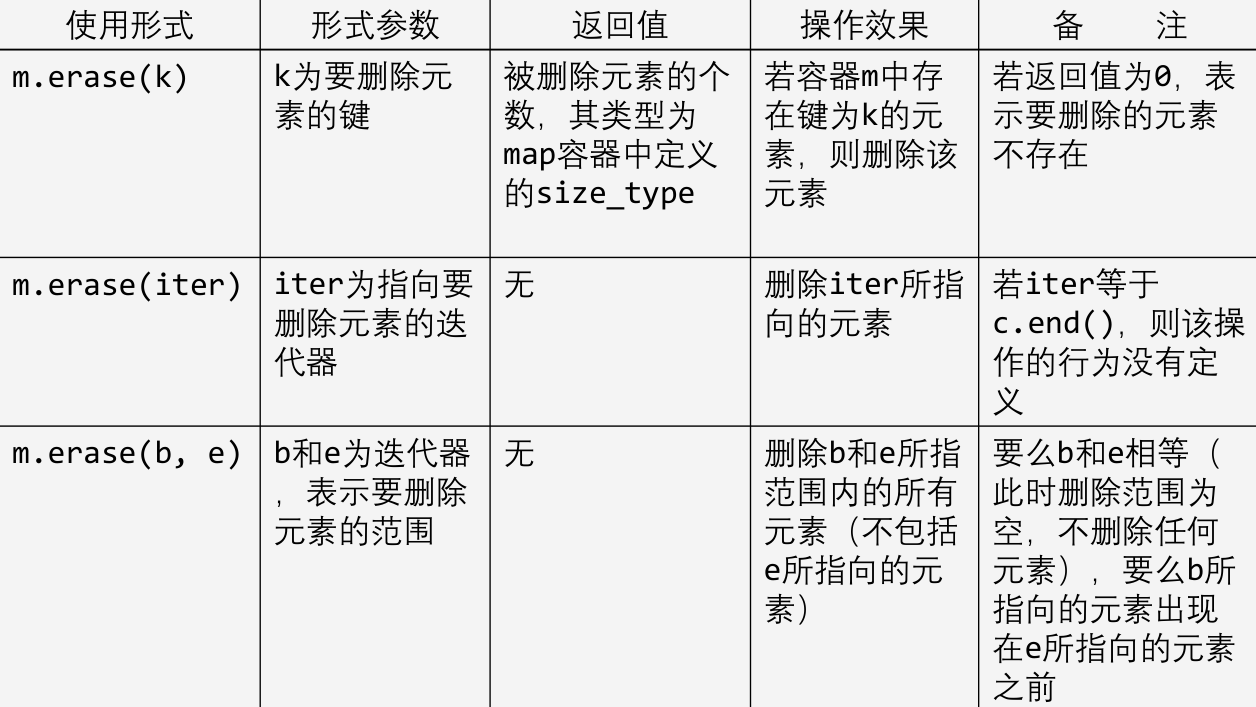 使用形式
形式参数
返回值
操作效果
备 注
m.erase(k)
k为要删除元
素的键
被删除元素的个
数，其类型为
map容器中定义
的size_type
若容器m中存
在键为k的元
素，则删除该
元素
若返回值为0，表
示要删除的元素
不存在
m.erase(iter)
iter为指向要
删除元素的迭
代器
无
删除iter所指
向的元素
若iter等于
c.end()，则该操
作的行为没有定
义
m.erase(b, e)
b和e为迭代器
，表示要删除
元素的范围
无
删除b和e所指
范围内的所有
元素（不包括
e所指向的元
素）
要么b和e相等（
此时删除范围为
空，不删除任何
元素），要么b所
指向的元素出现
在e所指向的元素
之前